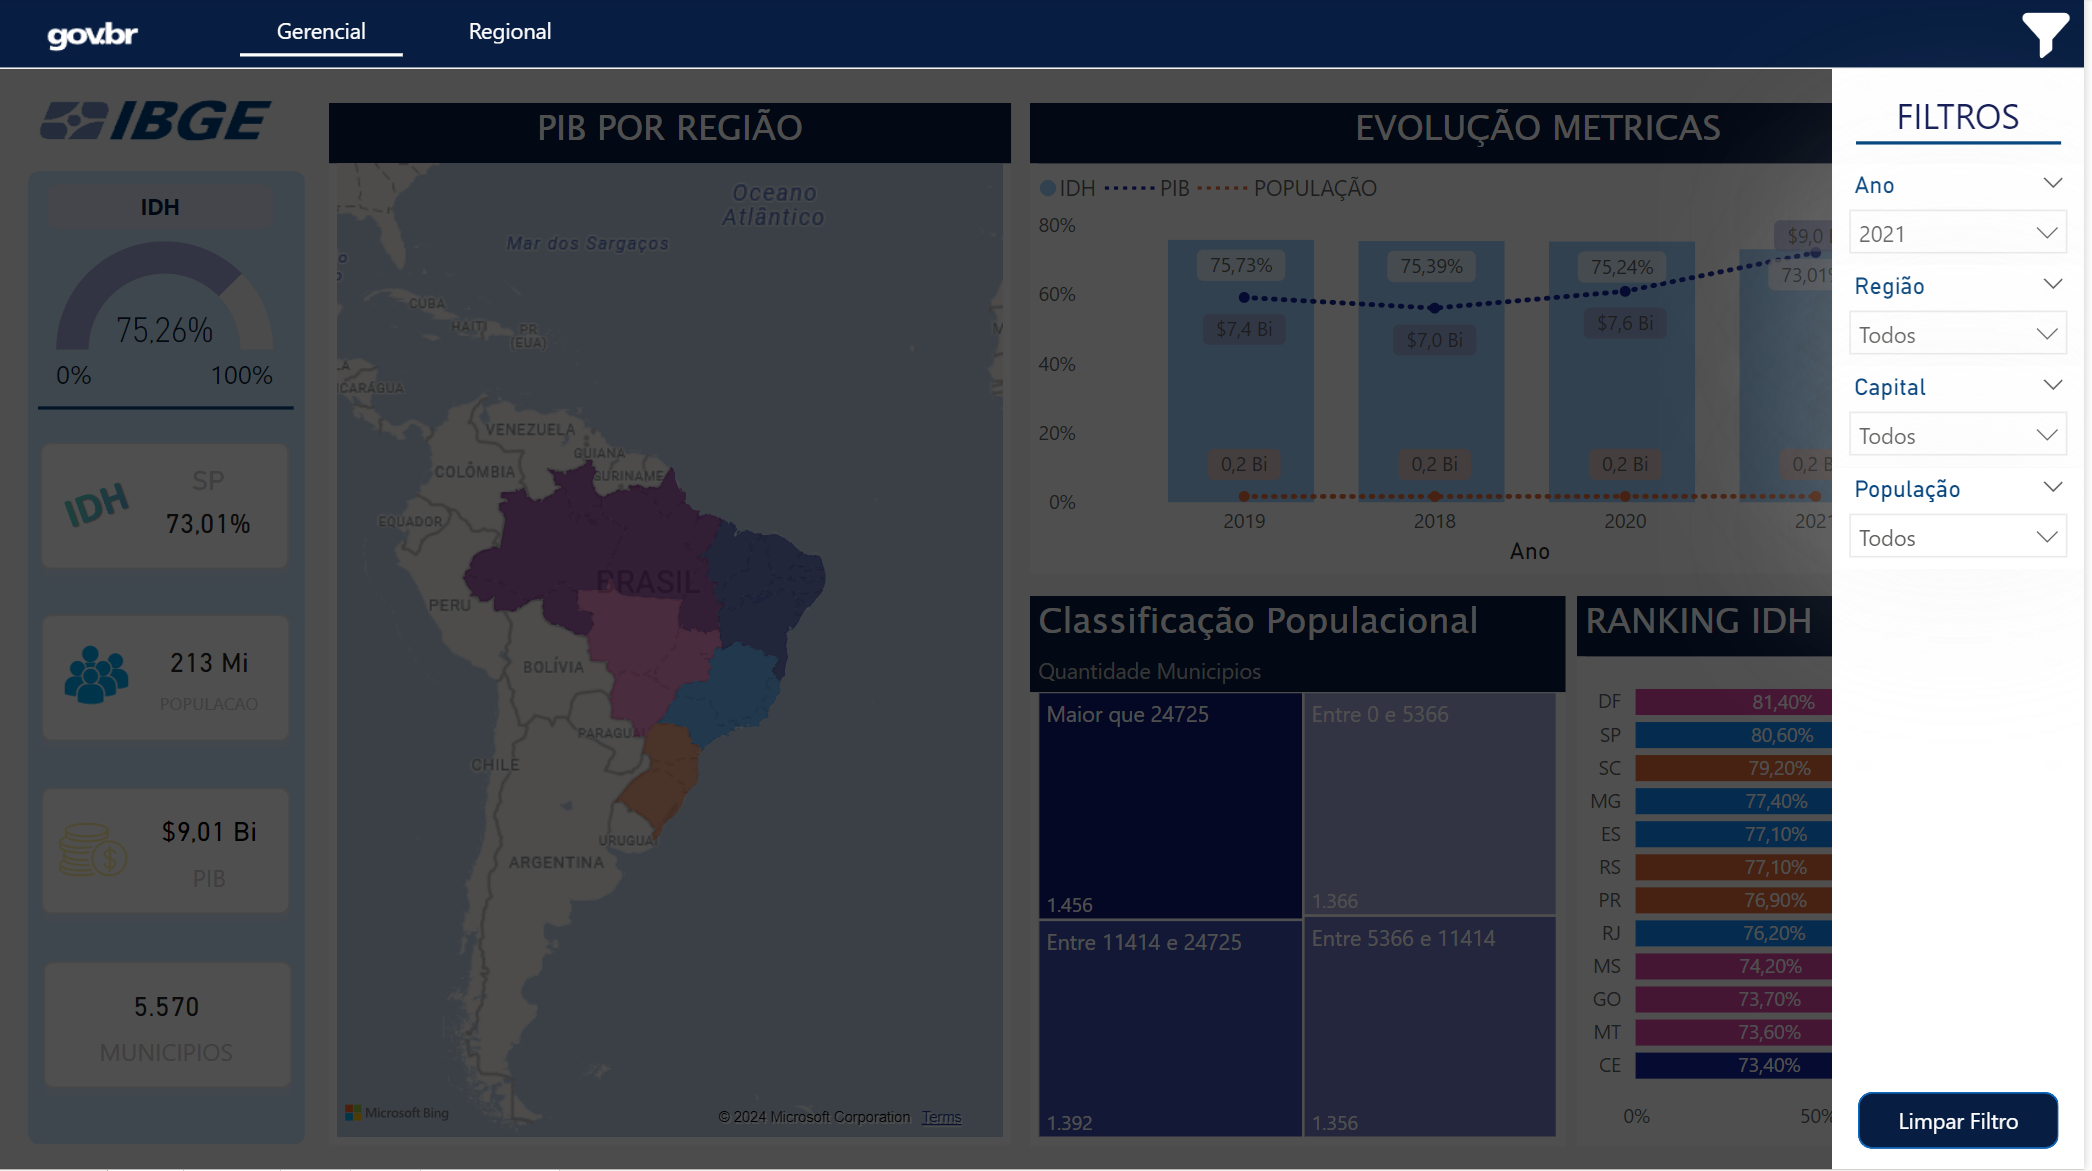 gov.br
Gerencial
Regional
IBGE
IDH
75,26%
0%
100%
IDH
SP
73,01%
213 Mi
POPULACAO
$9,01 Bi
PIB
5.570
MUNICIPIOS
PIB POR REGIÃO
Oceano
Atlântico
Mar dos Sargaços
CUBA
HAITI
PR
(EUA)
ICARÁGUA
VENEZUELA
GUIANA
SURINAME
COLÔMBIA
EQUADOR
BRASIL
PERU
BOLÍVIA
PARAGUAI
CHILE
URUGUAI
ARGENTINA
Microsoft Bing
© 2024 Microsoft Corporation Terms
EVOLUÇÃO METRICAS
IDH PIB POPULAÇÃO
80%
60%
40%
20%
0%
75,73%
75,39%
75,24%
73,01%
$7,4 Bi
$7,0 Bi
$7,6 Bi
$9,0
0,2 Bi
0,2 Bi
0,2 Bi
0,2 B
2019
2018
2020
2021
Ano
Classificação Populacional
Quantidade Municipios
Maior que 24725
1.456
Entre 0 e 5366
1.366
Entre 11414 e 24725
1.392
Entre 5366 e 11414
1.356
RANKING IDH
DF 81,40%
SP 80,60%
SC 79,20%
MG 77,40%
ES 77,10%
RS 77,10%
PR 76,90%
RJ 76,20%
MS 74,20%
GO 73,70%
MT 73,60%
CE 73,40%
0% 50%
FILTROS
Ano
2021
Região
Todos
Capital
Todos
População
Todos
Limpar Filtro